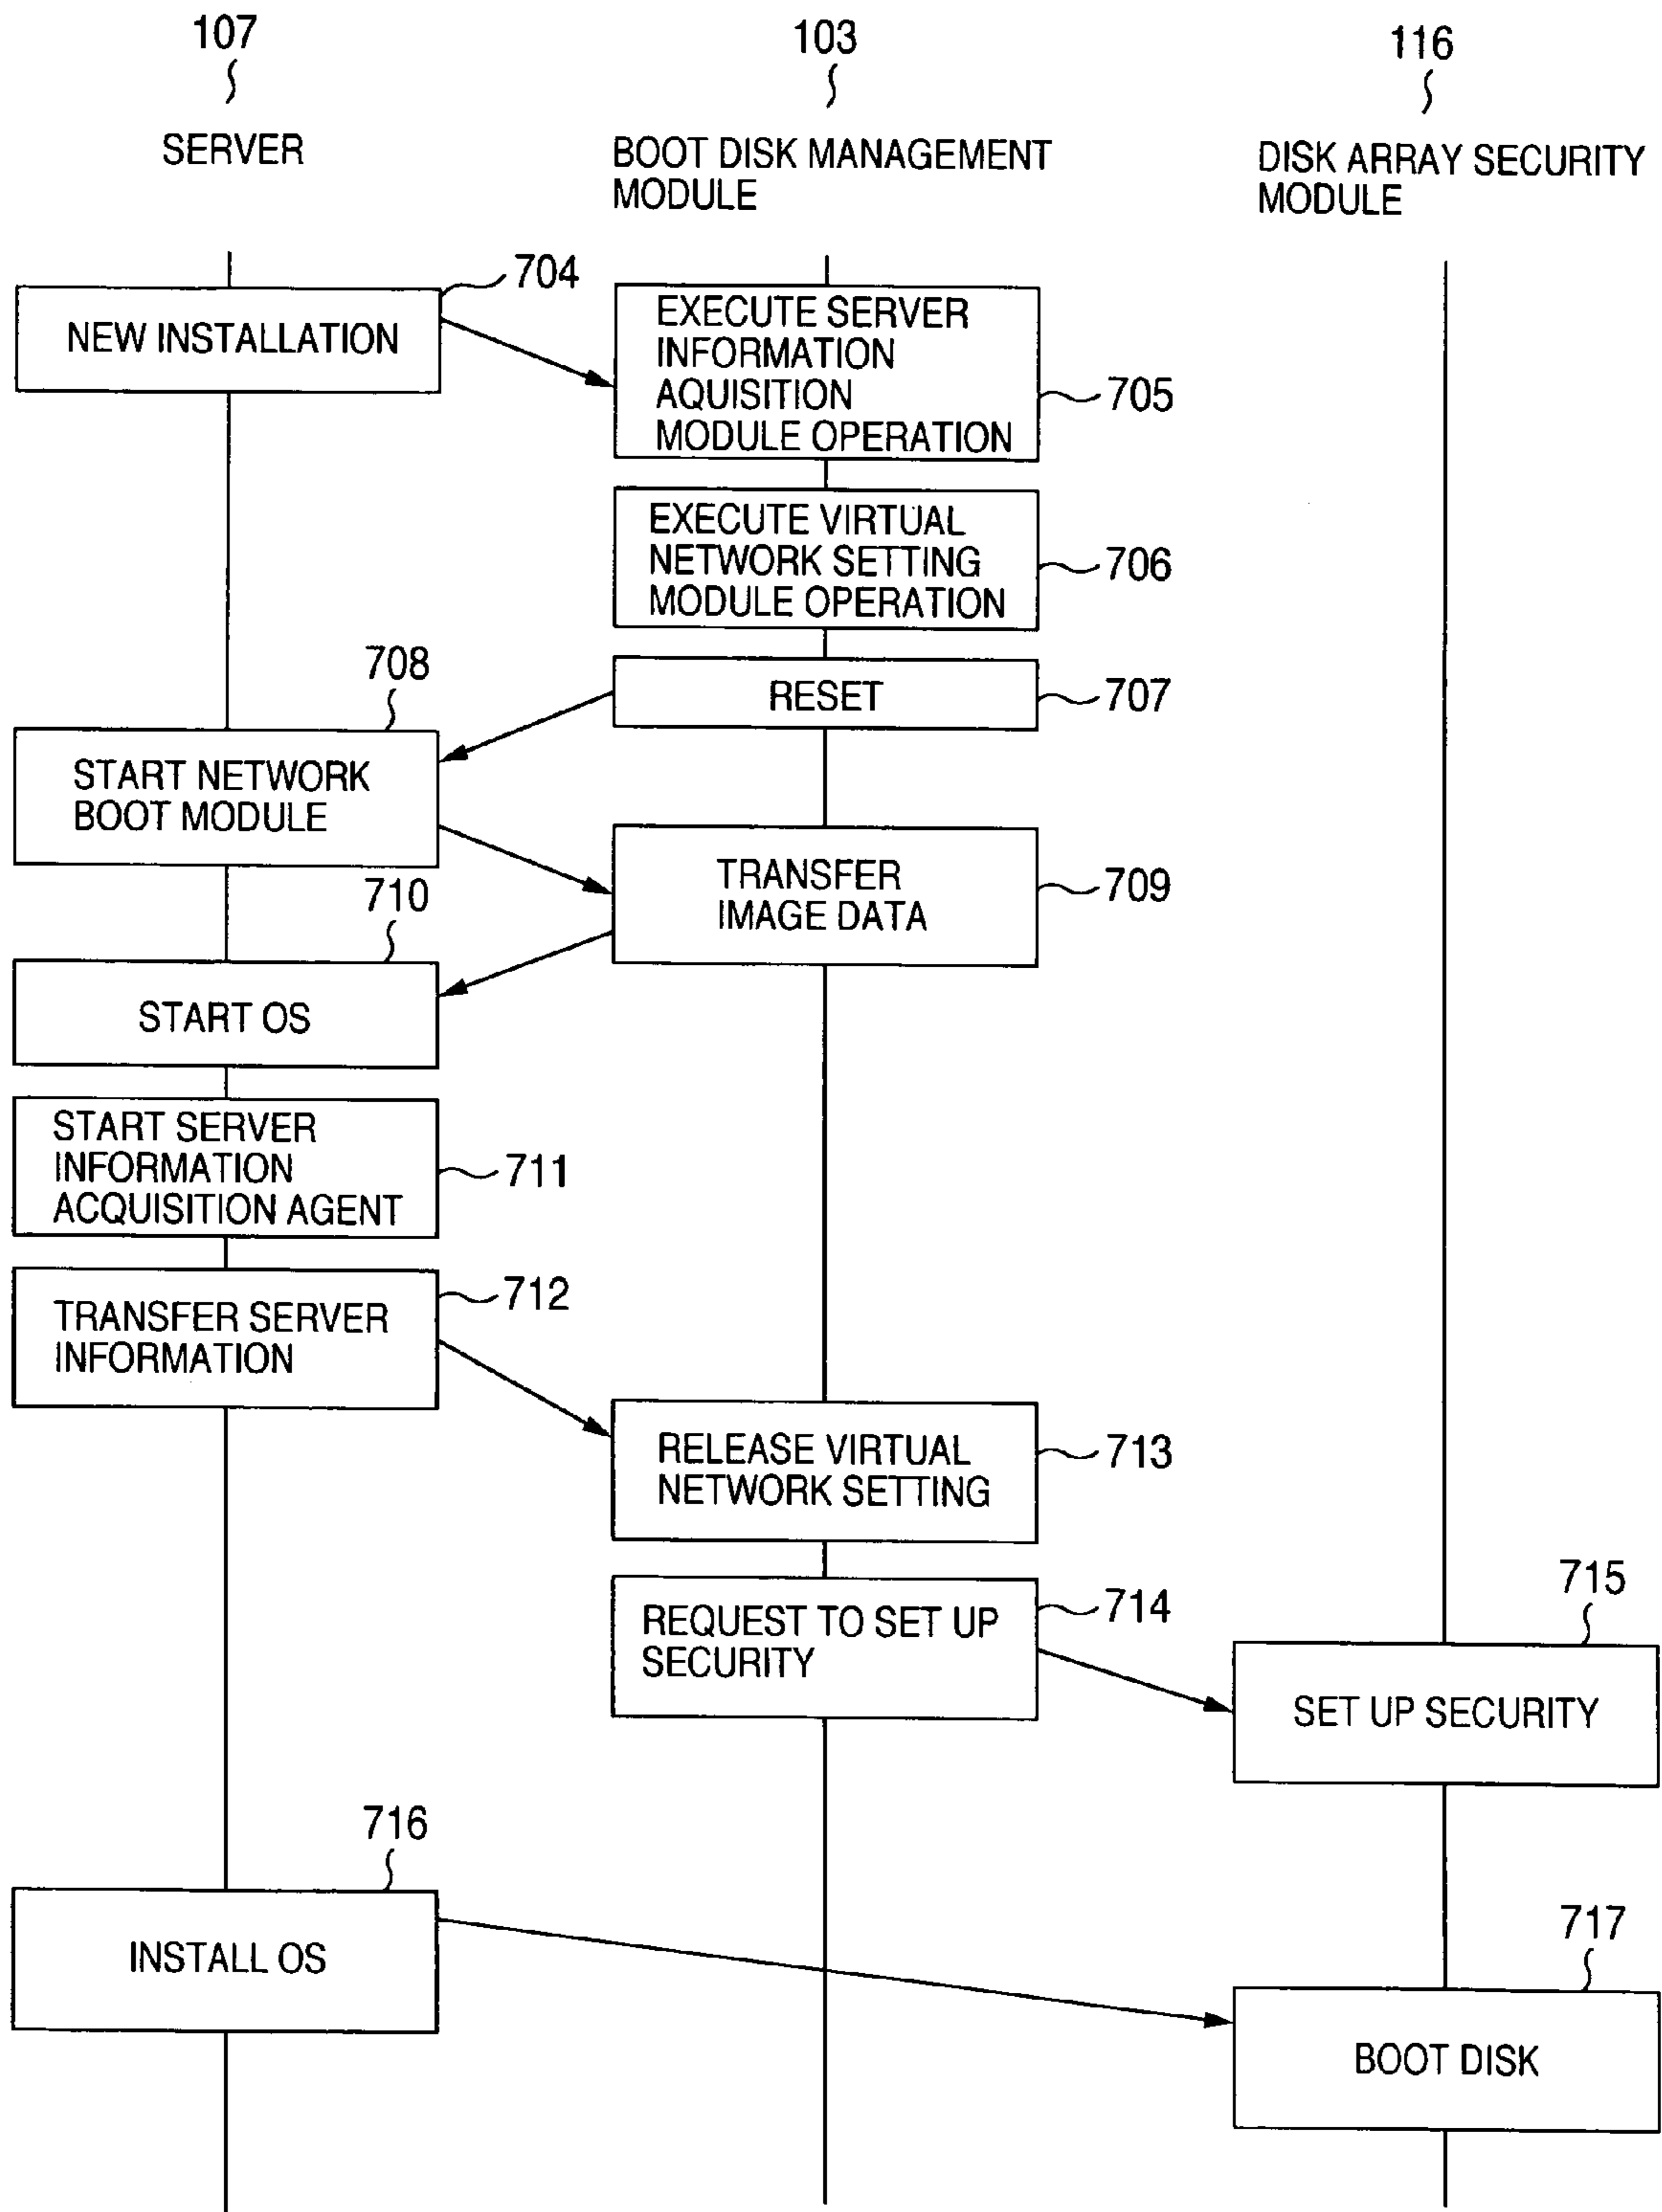 107
103
116
SERVER
BOOT DISK MANAGEMENT
MODULE
DISK ARRAY SECURITY
MODULE
704
NEW INSTALLATION
EXECUTE SERVER
INFORMATION
AQUISITION
MODULE OPERATION
705
EXECUTE VIRTUAL
NETWORK SETTING
MODULE OPERATION
706
RESET
707
708
START NETWORK
BOOT MODULE
TRANSFER
IMAGE DATA
709
710
START OS
START SERVER
INFORMATION
ACQUISITION AGENT
711
TRANSFER SERVER
INFORMATION
712
RELEASE VIRTUAL
NETWORK SETTING
713
REQUEST TO SET UP
SECURITY
714
715
SET UP SECURITY
716
INSTALL OS
717
BOOT DISK